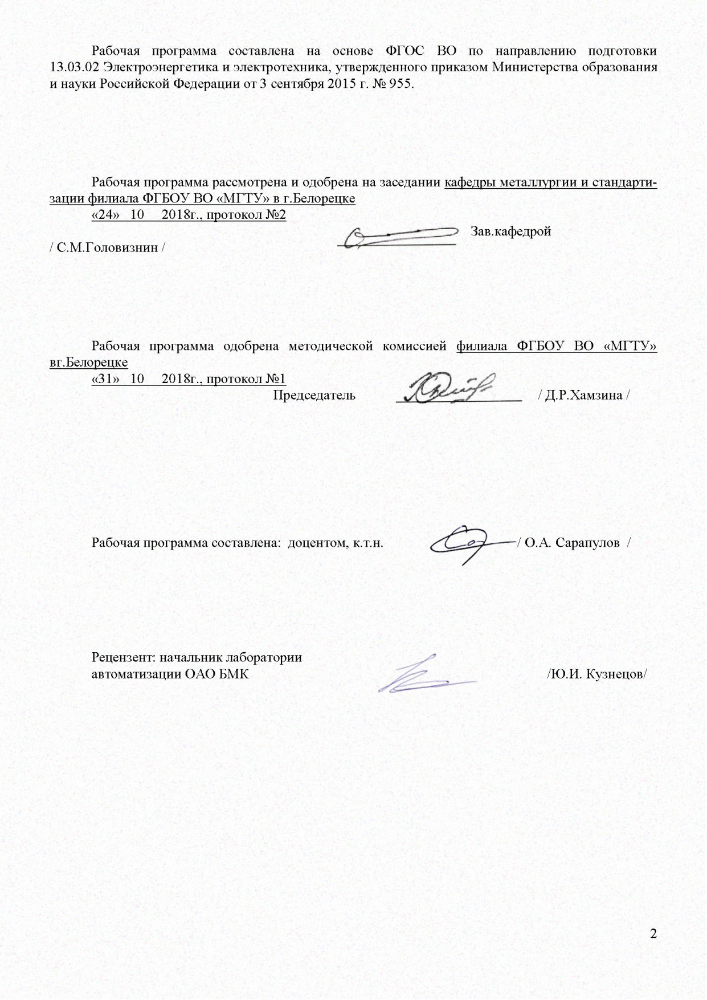 Рабочая программа составлена на основе ФГОС ВО по направлению подготовки
13.03.02 Электроэнергетика и электротехника, утвержденного приказом Министерства образования
и науки Российской Федерации от 3 сентября 2015 г. № 955.
Рабочая программа рассмотрена и одобрена на заседании кафедры металлургии и стандарти-
зации филиала ФГБОУ ВО «МГТУ» в г.Белорецке
«24» 10 2018г., протокол №2
Зав.кафедрой
/ С.М.Головизнин /
Рабочая программа одобрена методической комиссией филиала ФГБОУ ВО «МГТУ»
вг.Белорецке
«31» 10 2018г., протокол №1
Председатель / Д.Р.Хамзина /
Рабочая программа составлена: доцентом, к.т.н. / О.А. Сарапулов /
Рецензент: начальник лаборатории
автоматизации ОАО БМК /Ю.И. Кузнецов/
2